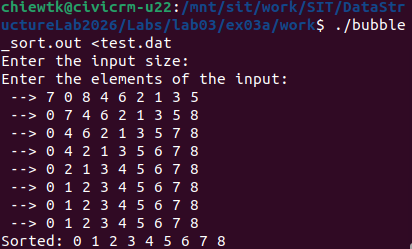 chiewtk@civicrm-u22:/mnt/sit/work/SIT/DataStr
uctureLab2026/Labs/lab03/ex03a/work$ ./bubble
_sort.out <test.dat
Enter the input size:
Enter the elements of the input:
 --> 7 0 8 4 6 2 1 3 5
 --> 0 7 4 6 2 1 3 5 8
 --> 0 4 6 2 1 3 5 7 8
 --> 0 4 2 1 3 5 6 7 8
 --> 0 2 1 3 4 5 6 7 8
 --> 0 1 2 3 4 5 6 7 8
 --> 0 1 2 3 4 5 6 7 8
 --> 0 1 2 3 4 5 6 7 8
Sorted: 0 1 2 3 4 5 6 7 8